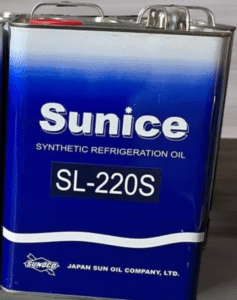 Sunice
SYNTHETIC REFRIGERATION OIL
SL-220S
SUNOCO
JAPAN SUN OIL COMPANY, LTD.